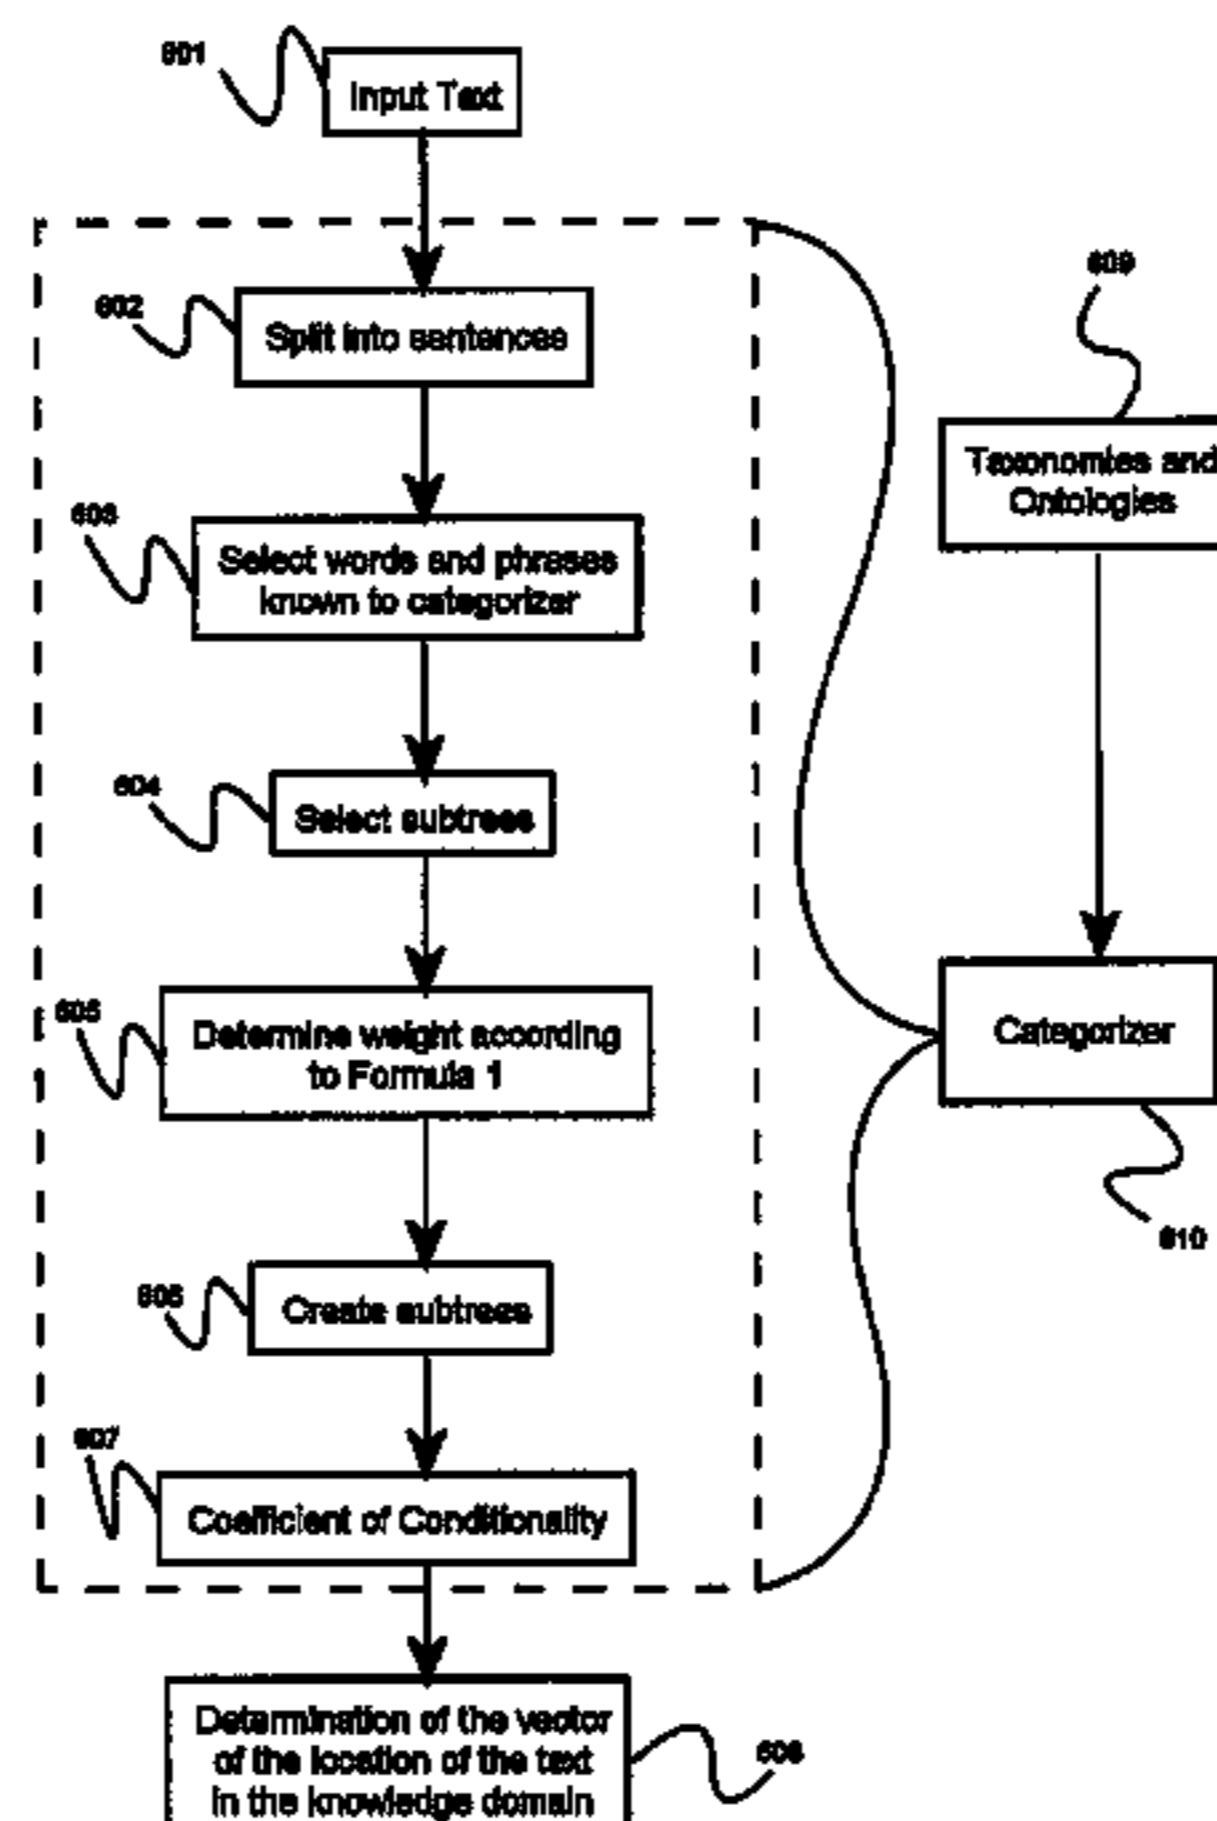 601
Input Text
602
Split into sentences
603
Select words and phrases
known to categorizer
604
Select subtrees
605
Determine weight according
to Formula 1
606
Create subtrees
607
Coefficient of Conditionality
Determination of the vector
of the location of the text
in the knowledge domain
608
609
Taxonomies and
Ontologies
Categorizer
610